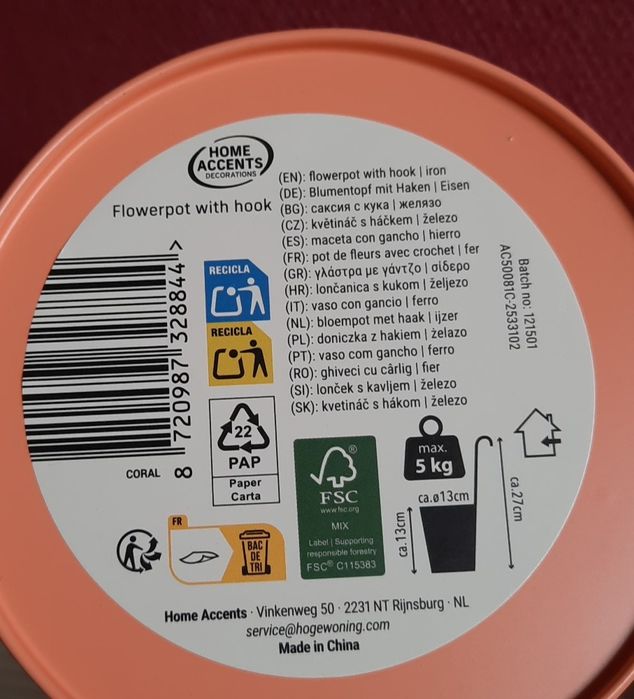 HOME
ACCENTS
DECORATIONS
Flowerpot with hook
(EN): flowerpot with hook | iron
(DE): Blumentopf mit Haken | Eisen
(BG): саксия с кука | желязо
(CZ): květináč s háčkem | železo
(ES): maceta con gancho | hierro
(FR): pot de fleurs avec crochet | fer
(GR): γλάστρα με γάντζο | σίδερο
(HR): lončanica s kukom | željezo
(IT): vaso con gancio | ferro
(NL): bloempot met haak | ijzer
(PL): doniczka z hakiem | żelazo
(PT): vaso com gancho | ferro
(RO): ghiveci cu cârlig | fier
(SI): lonček s kavljem | železo
(SK): kvetináč s hákom | železo
Batch no: 121501
AC50081C-2533102
8 720987 328844 >
CORAL
RECICLA
RECICLA
22
PAP
Paper
Carta
FR
BAC
DE
TRI
®
FSC
www.fsc.org
MIX
Label | Supporting
responsible forestry
FSC® C115383
max.
5 kg
ca.ø13cm
ca.13cm
ca.27cm
Home Accents · Vinkenweg 50 · 2231 NT Rijnsburg · NL
service@hogewoning.com
Made in China